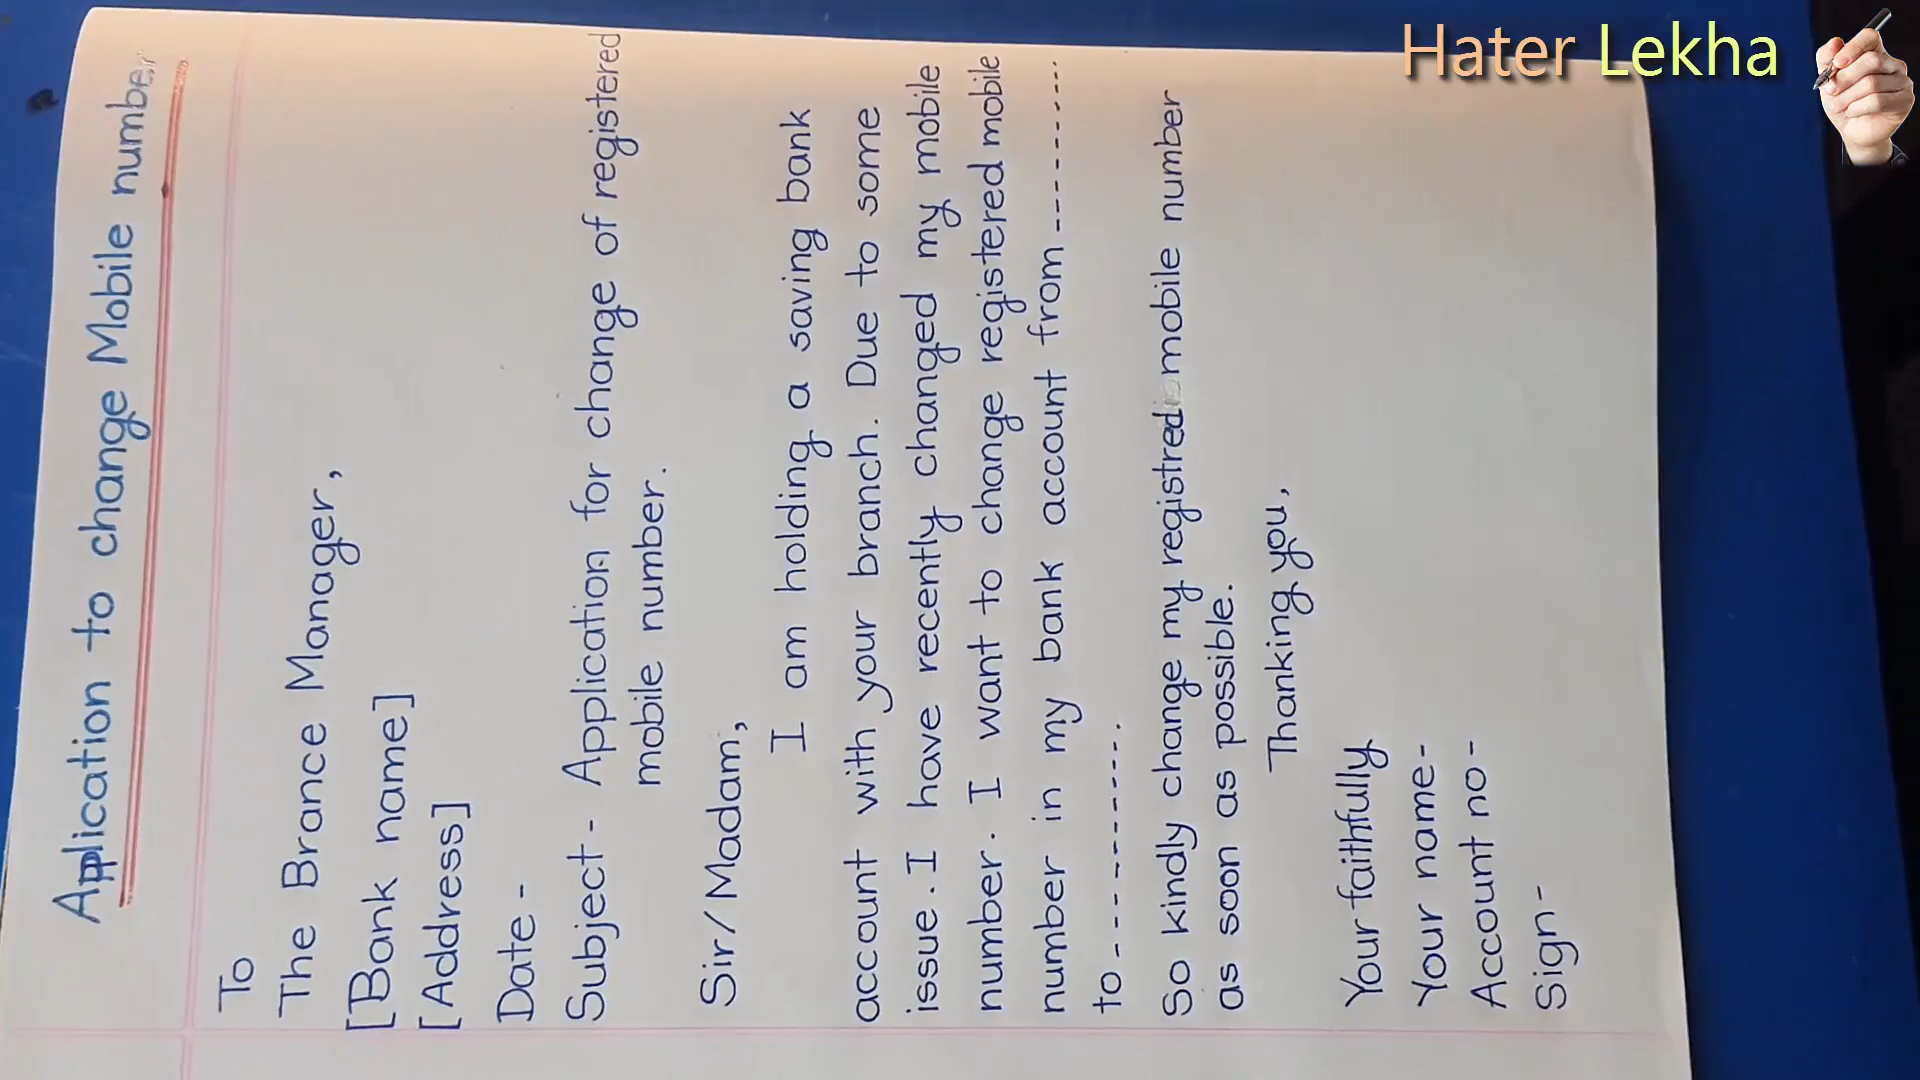 Hater Lekha
Application to change Mobile number
To
The Brance Manager,
[Bank name]
[Address]
Date -
Subject - Application for change of registered
mobile number.
Sir/Madam,
I am holding a saving bank
account with your branch. Due to some
issue. I have recently changed my mobile
number. I want to change registered mobile
number in my bank account from----------
to----------.
So kindly change my registred mobile number
as soon as possible.
Thanking you,
Your faithfully
Your name-
Account no-
Sign-